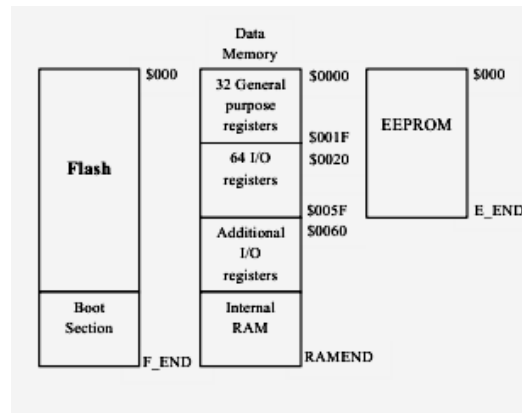 Data
Memory
$000
$0000
$000
32 General
purpose
registers
EEPROM
$001F
Flash
64 I/O
registers
$0020
$005F
E_END
Additional
I/O
registers
$0060
Boot
Section
Internal
RAM
F_END
RAMEND